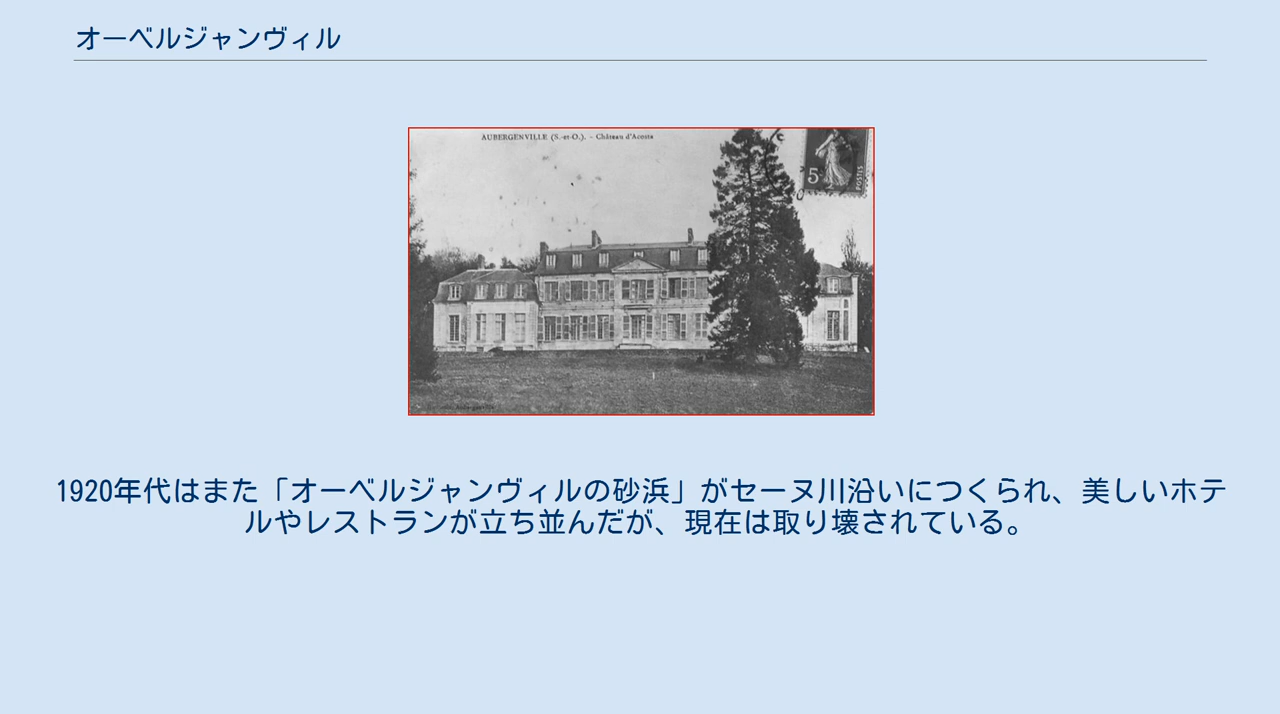 オーベルジャンヴィル
AUBERGENVILLE (S.-et-O.). - Château d'Acosta
5
POSTES
1920年代はまた「オーベルジャンヴィルの砂浜」がセーヌ川沿いにつくられ、美しいホテ
ルやレストランが立ち並んだが、現在は取り壊されている。